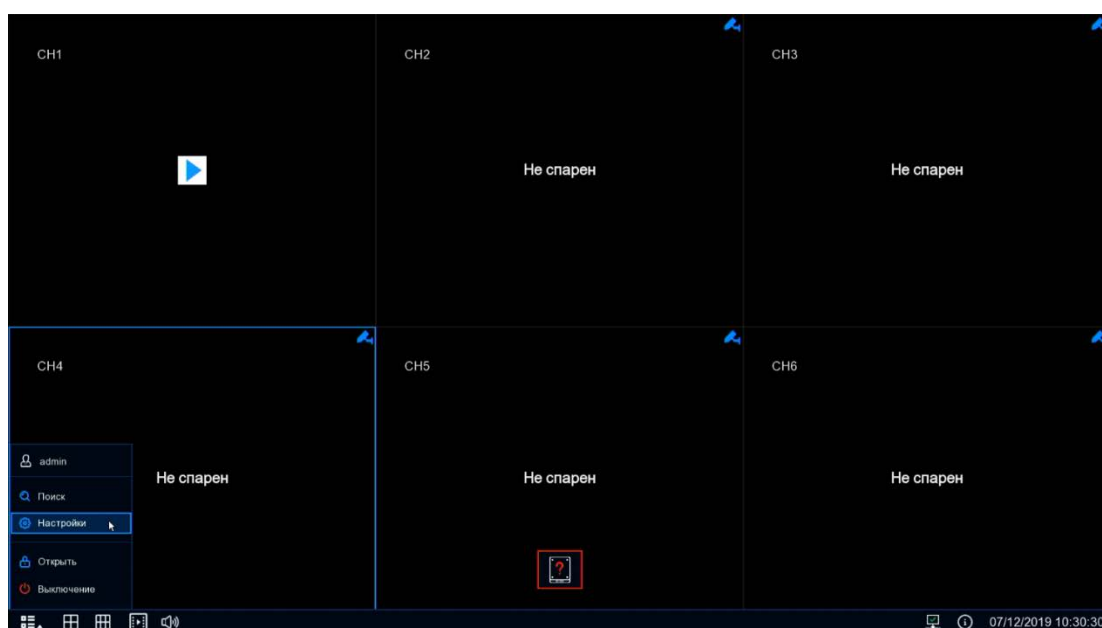 CH1
CH2
CH3
Не спарен
Не спарен
CH4
CH5
CH6
admin
Поиск
Настройки
Открыть
Выключение
Не спарен
Не спарен
Не спарен
?
07/12/2019 10:30:30